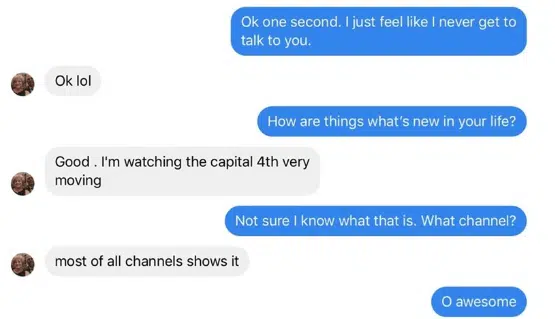 Ok one second. I just feel like I never get to
talk to you.
Ok lol
How are things what's new in your life?
Good . I'm watching the capital 4th very
moving
Not sure I know what that is. What channel?
most of all channels shows it
O awesome